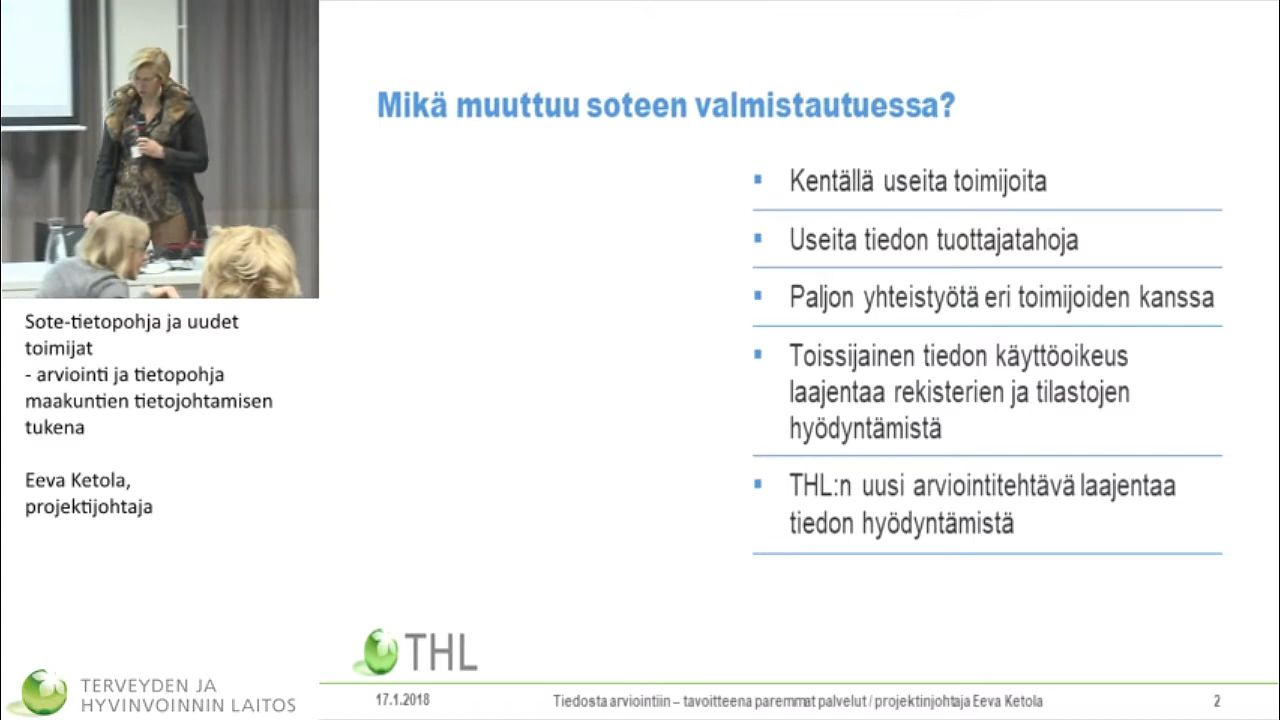 Mikä muuttuu soteen valmistautuessa?
Kentällä useita toimijoita
Useita tiedon tuottajatahoja
Paljon yhteistyötä eri toimijoiden kanssa
Toissijainen tiedon käyttöoikeus
laajentaa rekisterien ja tilastojen
hyödyntämistä
THL:n uusi arviointitehtävä laajentaa
tiedon hyödyntämistä
Sote-tietopohja ja uudet
toimijat
- arviointi ja tietopohja
maakuntien tietojohtamisen
tukena
Eeva Ketola,
projektijohtaja
THL
TERVEYDEN JA
HYVINVOINNIN LAITOS
17.1.2018
Tiedosta arviointiin – tavoitteena paremmat palvelut / projektinjohtaja Eeva Ketola
2